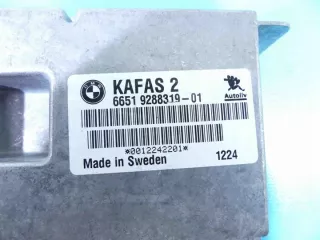 KAFAS 2
6651 9288319-01
Autoliv
*0012242201*
Made in Sweden
1224